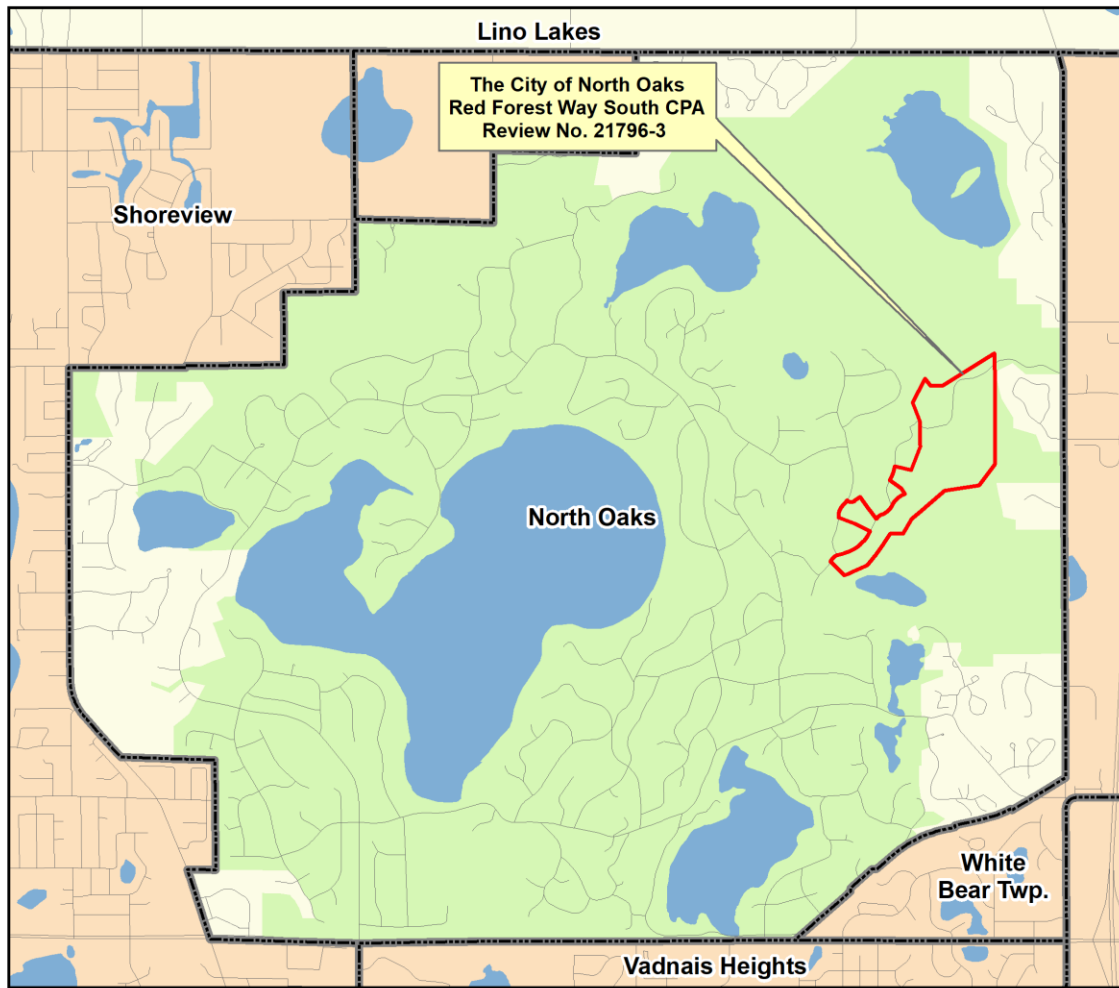 Lino Lakes
The City of North Oaks
Red Forest Way South CPA
Review No. 21796-3
Shoreview
North Oaks
White
Bear Twp.
Vadnais Heights